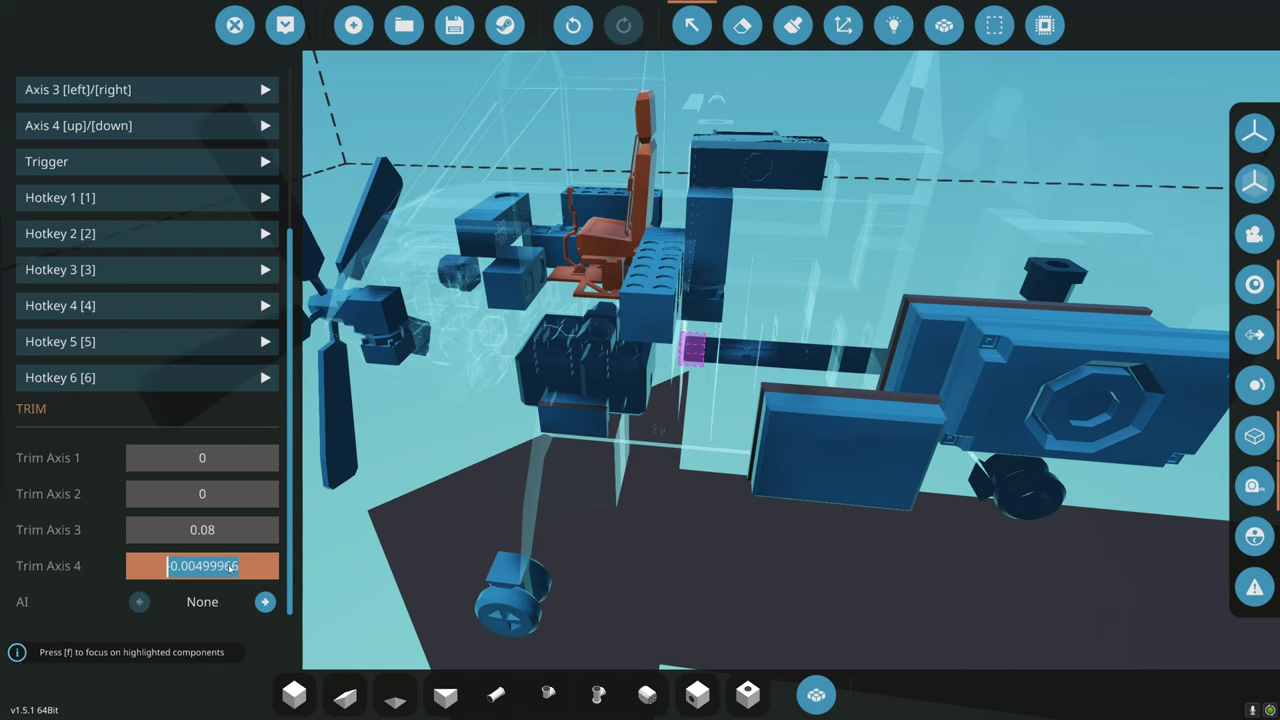 Axis 3 [left]/[right]
Axis 4 [up]/[down]
Trigger
Hotkey 1 [1]
Hotkey 2 [2]
Hotkey 3 [3]
Hotkey 4 [4]
Hotkey 5 [5]
Hotkey 6 [6]
TRIM
Trim Axis 1 0
Trim Axis 2 0
Trim Axis 3 0.08
Trim Axis 4 -0.00499966
AI None
Press [f] to focus on highlighted components
v1.5.1 64Bit